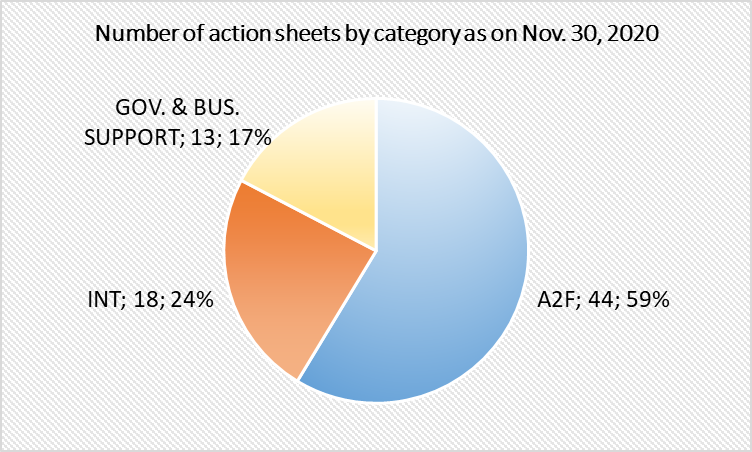 Number of action sheets by category as on Nov. 30, 2020
GOV. & BUS.
SUPPORT; 13; 17%
INT; 18; 24%
A2F; 44; 59%